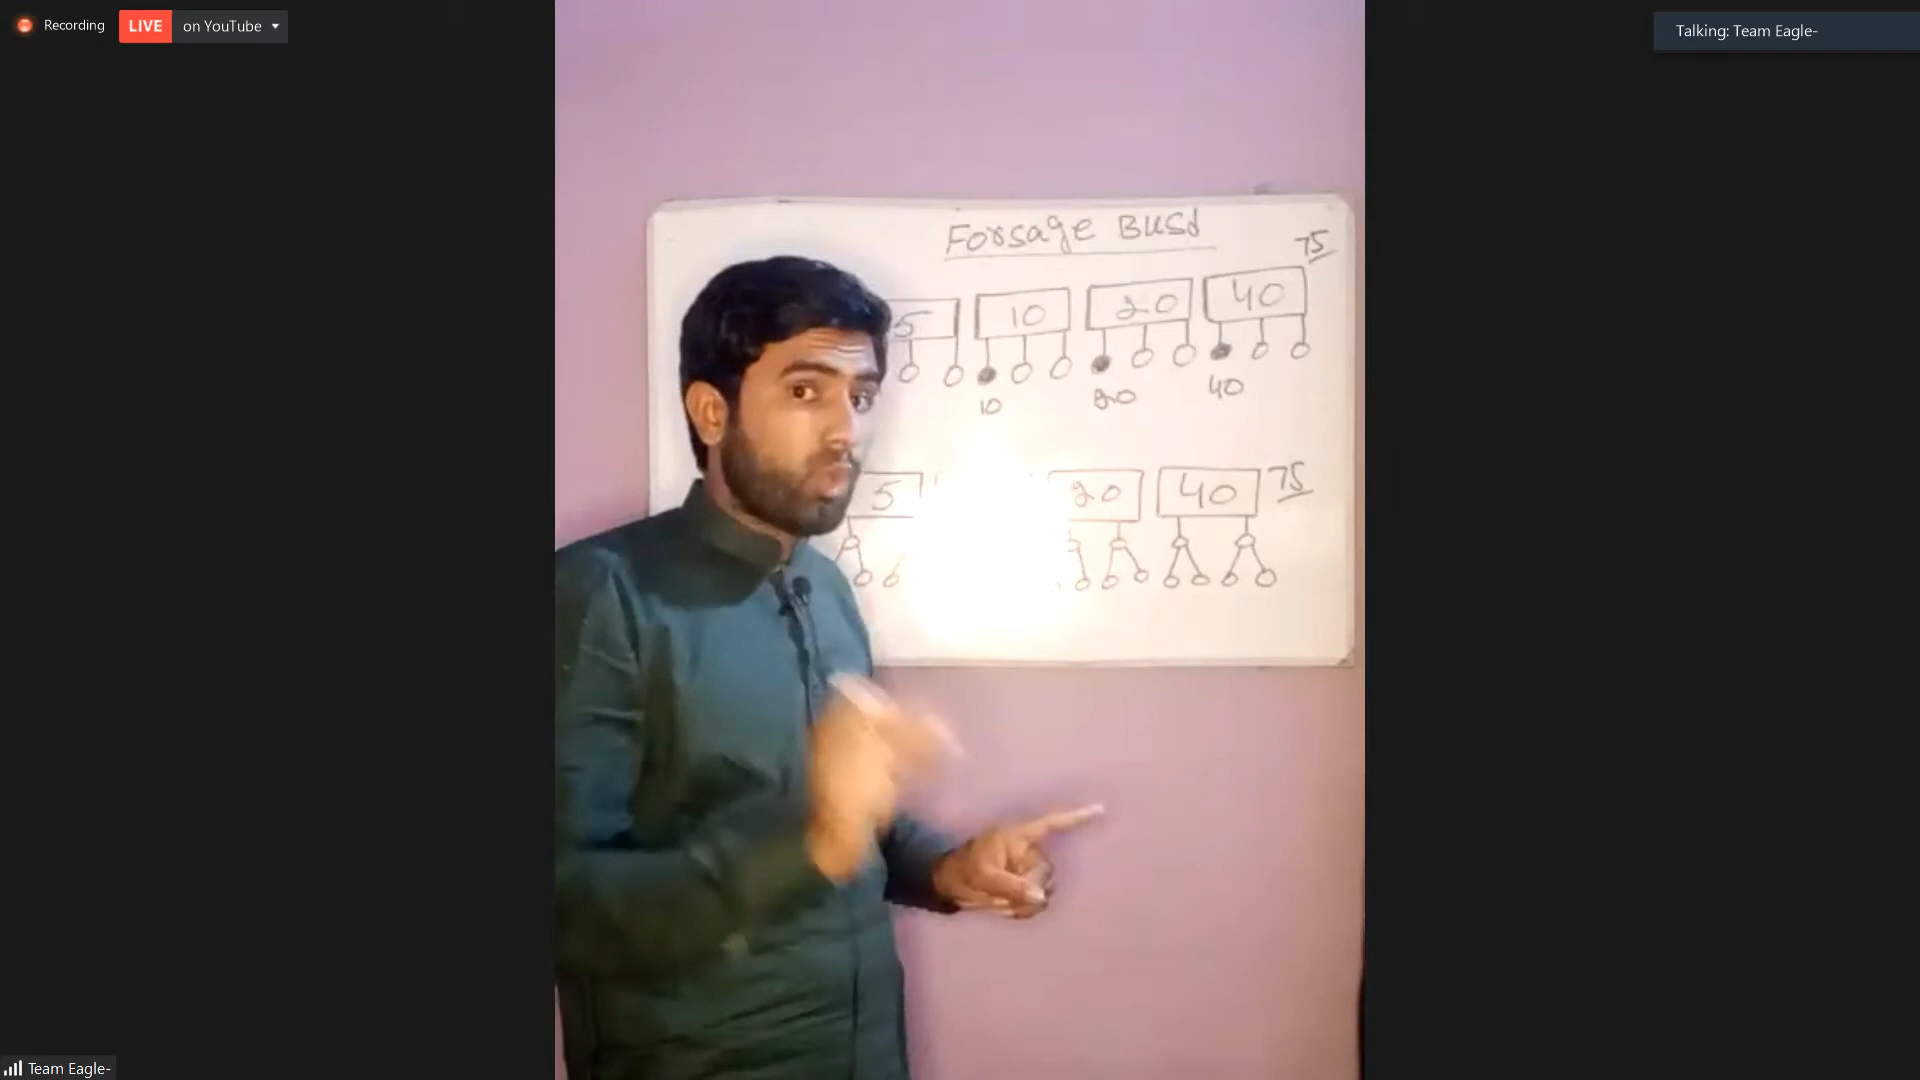 Recording
LIVE on YouTube
Talking: Team Eagle-
Forsage BUSd
75
5 10 20 40
10 20 40
5 20 40 75
Team Eagle-